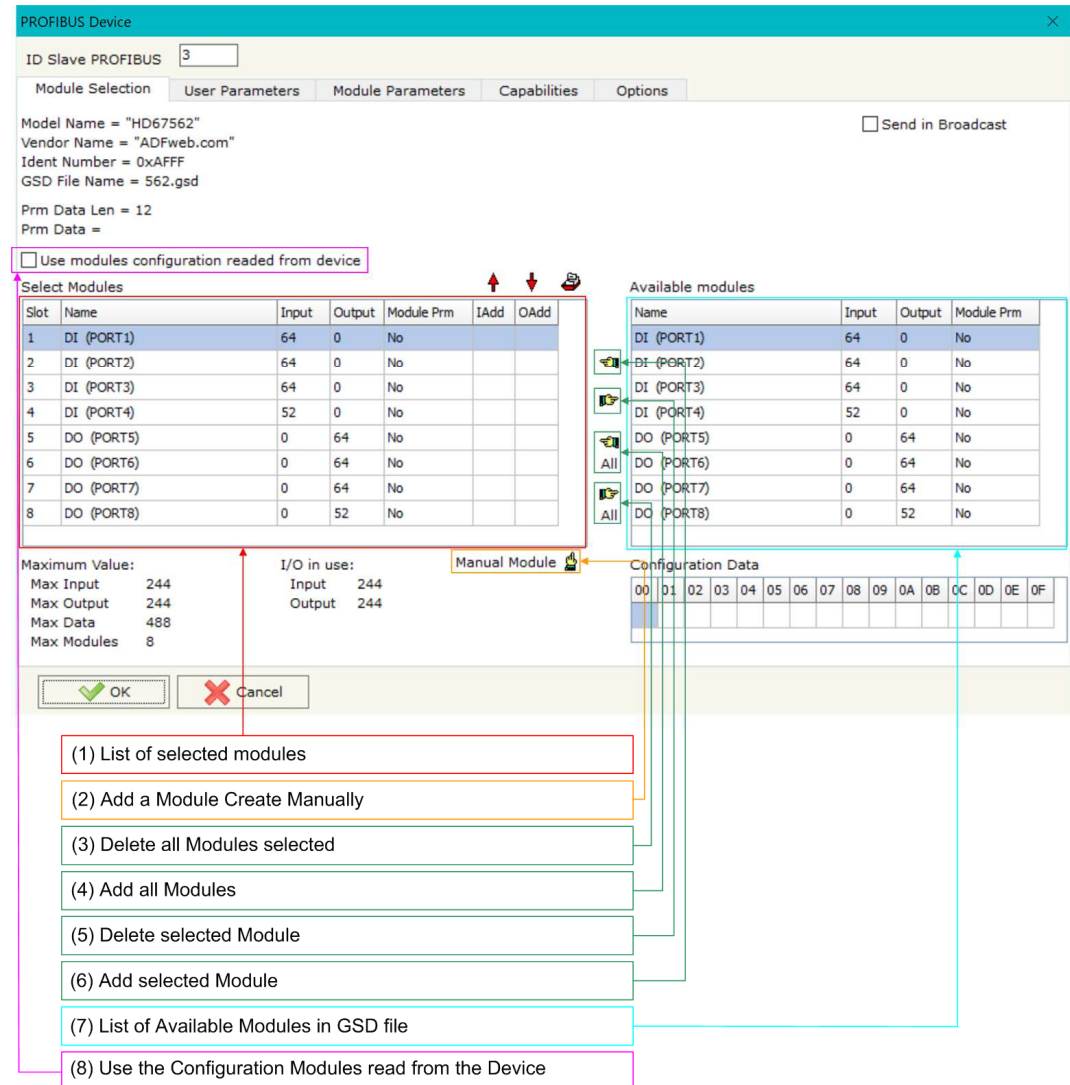 PROFIBUS Device
ID Slave PROFIBUS 3
Module Selection User Parameters Module Parameters Capabilities Options
Model Name = "HD67562" Send in Broadcast
Vendor Name = "ADFweb.com"
Ident Number = 0xAFFF
GSD File Name = 562.gsd
Prm Data Len = 12
Prm Data =
Use modules configuration readed from device
Select Modules
Slot Name Input Output Module Prm IAdd OAdd
1 DI (PORT1) 64 0 No
2 DI (PORT2) 64 0 No
3 DI (PORT3) 64 0 No
4 DI (PORT4) 52 0 No
5 DO (PORT5) 0 64 No
6 DO (PORT6) 0 64 No
7 DO (PORT7) 0 64 No
8 DO (PORT8) 0 52 No
All
All
Available modules
Name Input Output Module Prm
DI (PORT1) 64 0 No
DI (PORT2) 64 0 No
DI (PORT3) 64 0 No
DI (PORT4) 52 0 No
DO (PORT5) 0 64 No
DO (PORT6) 0 64 No
DO (PORT7) 0 64 No
DO (PORT8) 0 52 No
Maximum Value:
Max Input 244
Max Output 244
Max Data 488
Max Modules 8
I/O in use:
Input 244
Output 244
Manual Module
Configuration Data
00 01 02 03 04 05 06 07 08 09 0A 0B 0C 0D 0E 0F
OK Cancel
(1) List of selected modules
(2) Add a Module Create Manually
(3) Delete all Modules selected
(4) Add all Modules
(5) Delete selected Module
(6) Add selected Module
(7) List of Available Modules in GSD file
(8) Use the Configuration Modules read from the Device